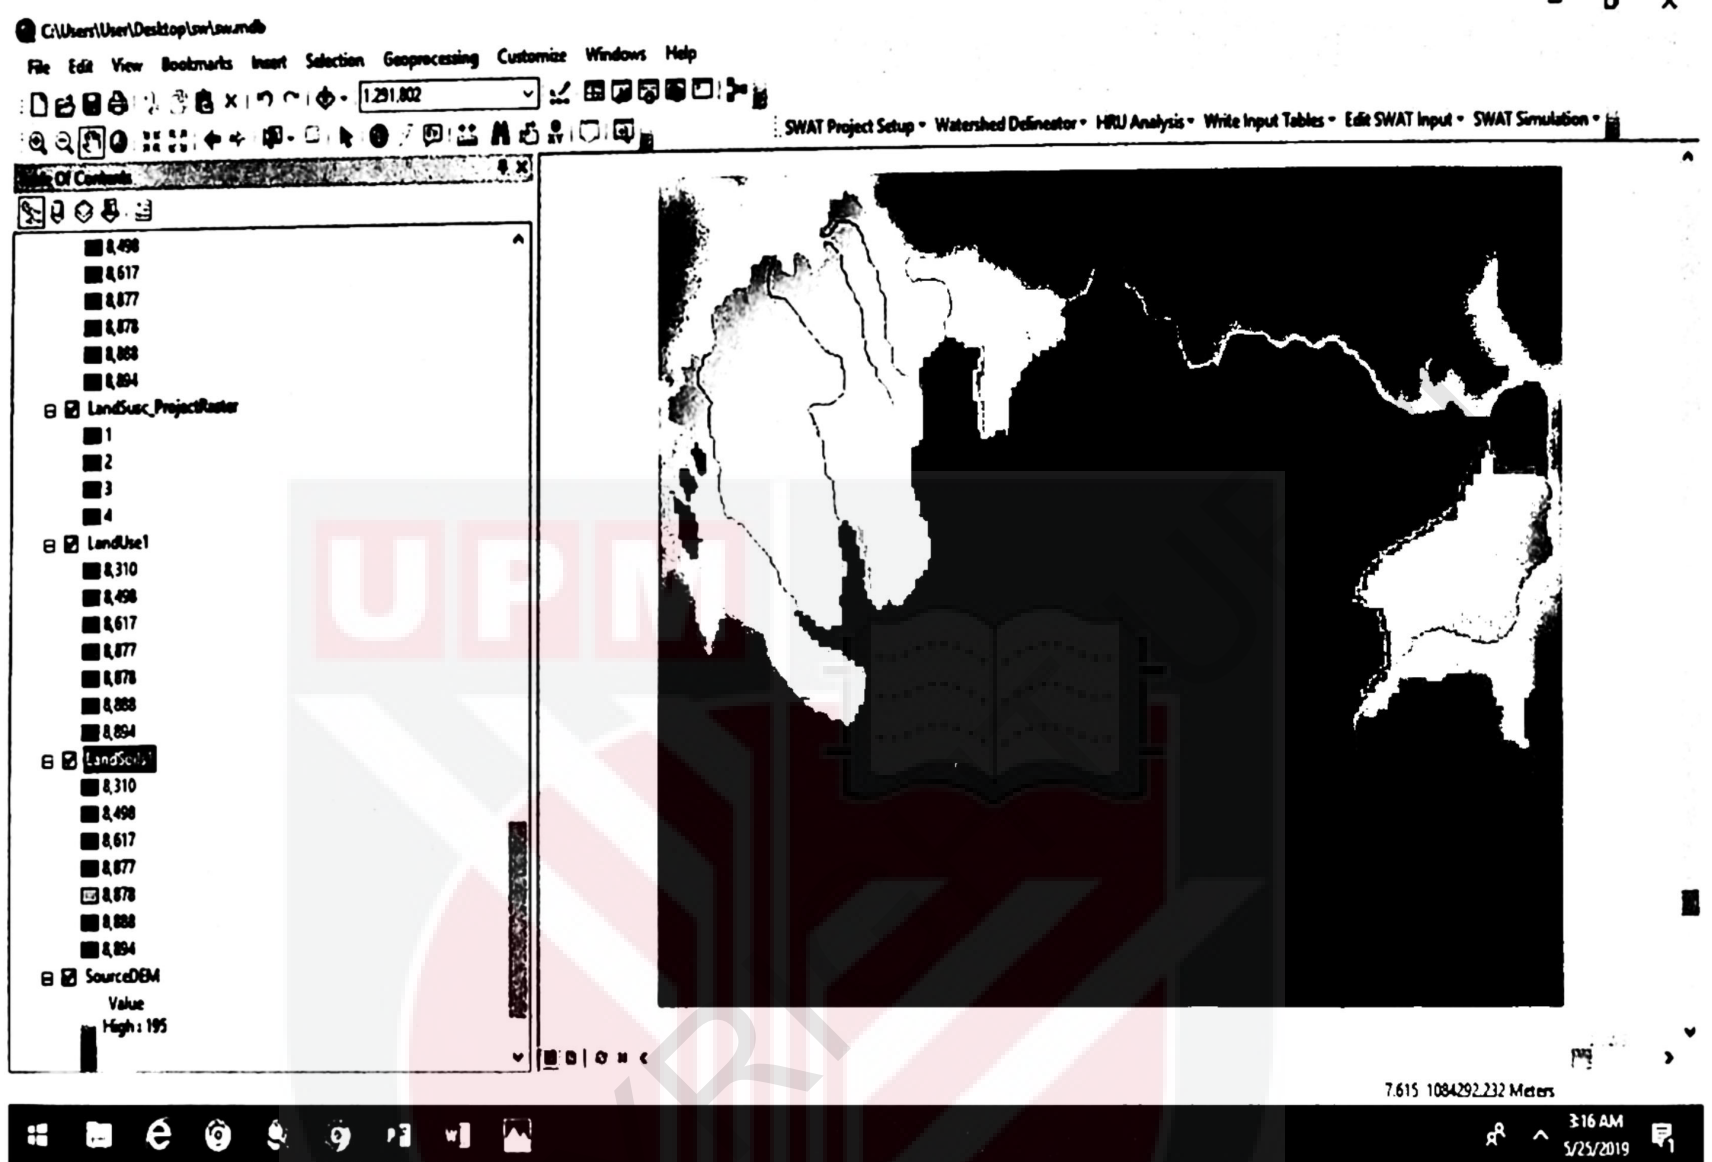 C:\Users\User\Desktop\sw\sw.mdb
File Edit View Bookmarks Insert Selection Geoprocessing Customize Windows Help
1:291,802
SWAT Project Setup Watershed Delineator HRU Analysis Write Input Tables Edit SWAT Input SWAT Simulation
Of Contents
8,498
8,617
8,877
8,878
8,888
8,894
LandSusc_ProjectRaster
1
2
3
4
LandUse1
8,310
8,498
8,617
8,877
8,878
8,888
8,894
LandSoils1
8,310
8,498
8,617
8,877
8,878
8,888
8,894
SourceDEM
Value
High : 195
UPM
7.615 1084292.232 Meters
3:16 AM
5/25/2019